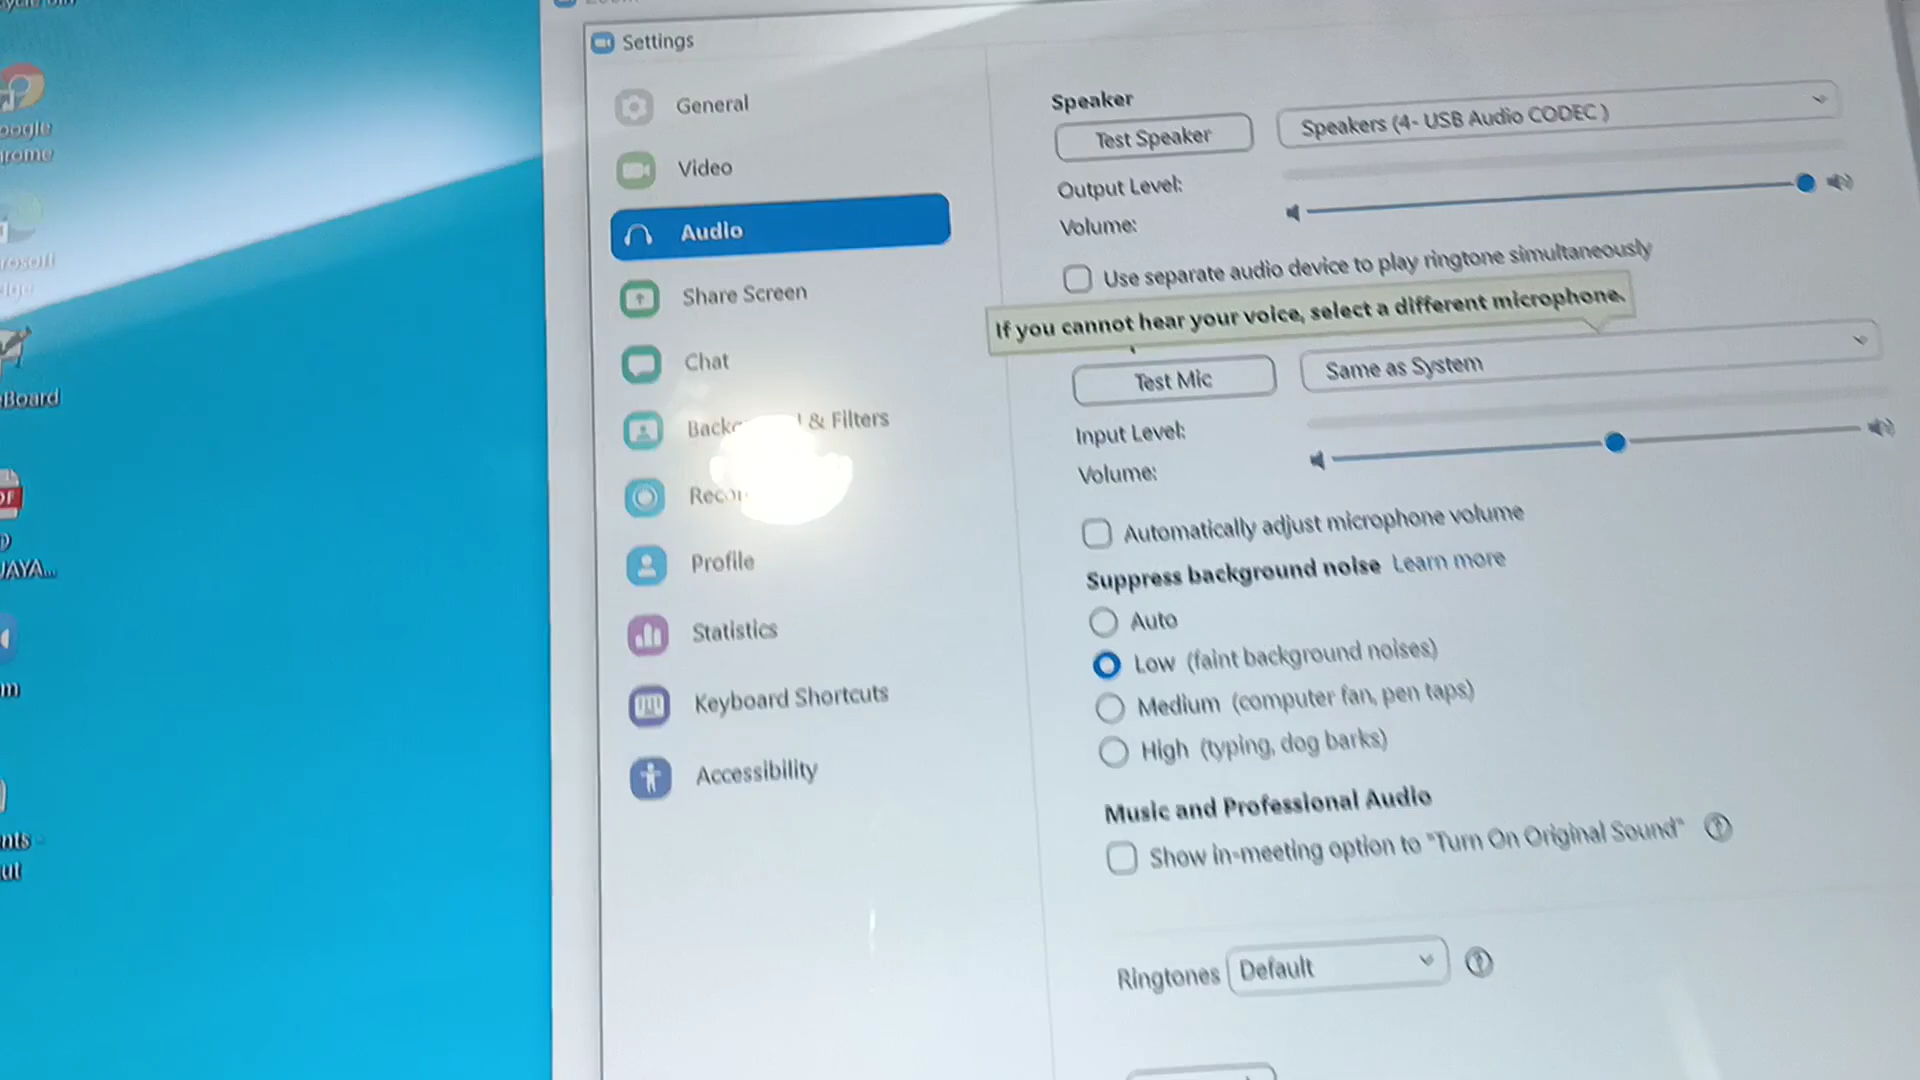 Settings
General
Video
Audio
Share Screen
Chat
& Filters
Profile
Statistics
Keyboard Shortcuts
Accessibility
Speaker
Test Speaker
Speakers (4- USB Audio CODEC )
Output Level:
Volume:
Use separate audio device to play ringtone simultaneously
If you cannot hear your voice, select a different microphone.
Test Mic
Same as System
Input Level:
Volume:
Automatically adjust microphone volume
Suppress background noise Learn more
Auto
Low (faint background noises)
Medium (computer fan, pen taps)
High (typing, dog barks)
Music and Professional Audio
Show in-meeting option to "Turn On Original Sound"
Ringtones Default
Board
JAYA...